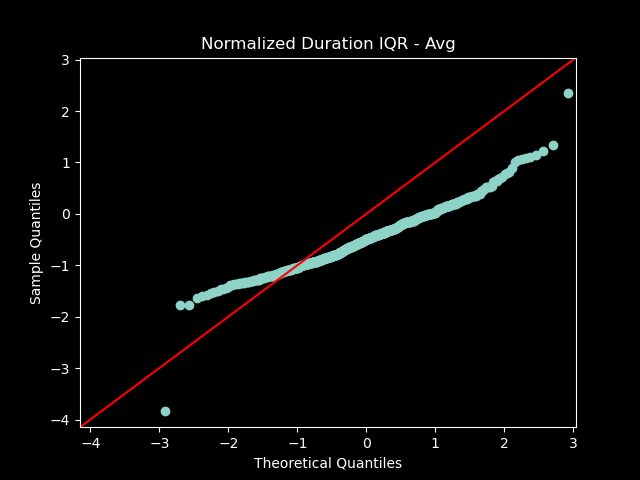 Normalized Duration IQR - Avg
3
2
1
0
−1
−2
−3
−4
Sample Quantiles
−4 −3 −2 −1 0 1 2 3
Theoretical Quantiles